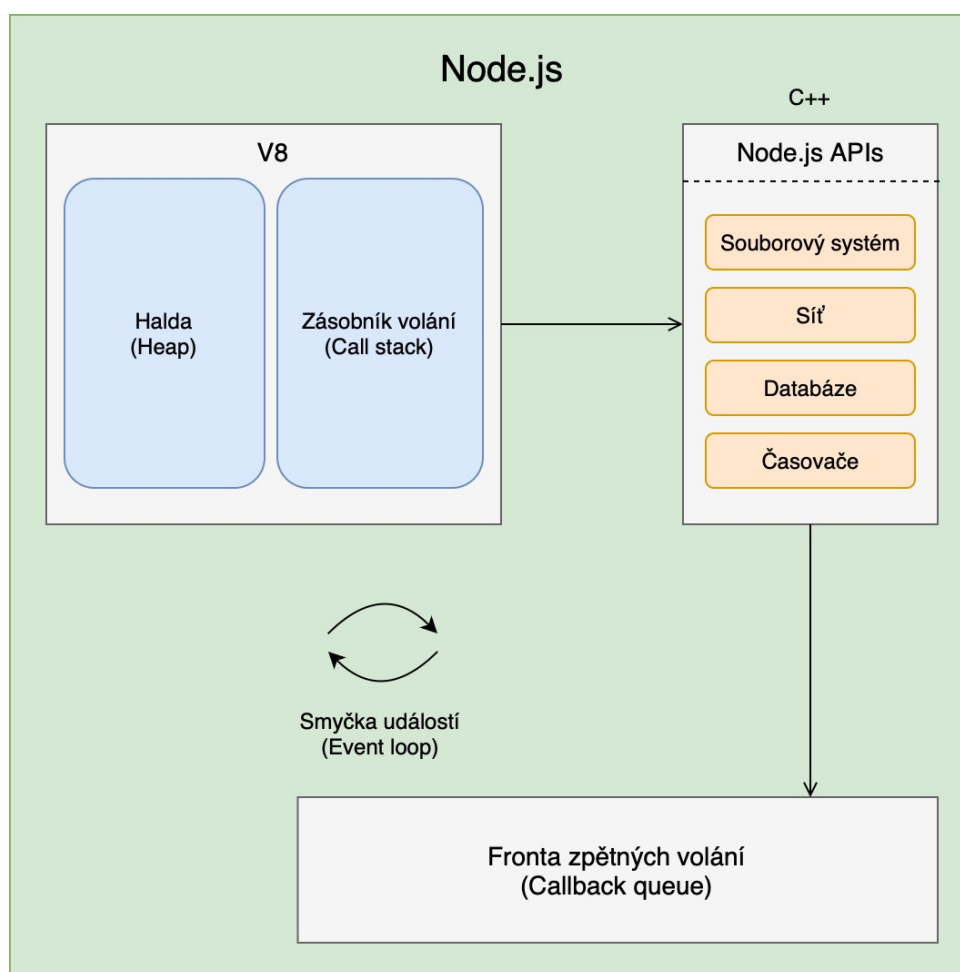 Node.js
C++
V8
Node.js APIs
Halda
(Heap)
Zásobník volání
(Call stack)
Souborový systém
Síť
Databáze
Časovače
Smyčka událostí
(Event loop)
Fronta zpětných volání
(Callback queue)